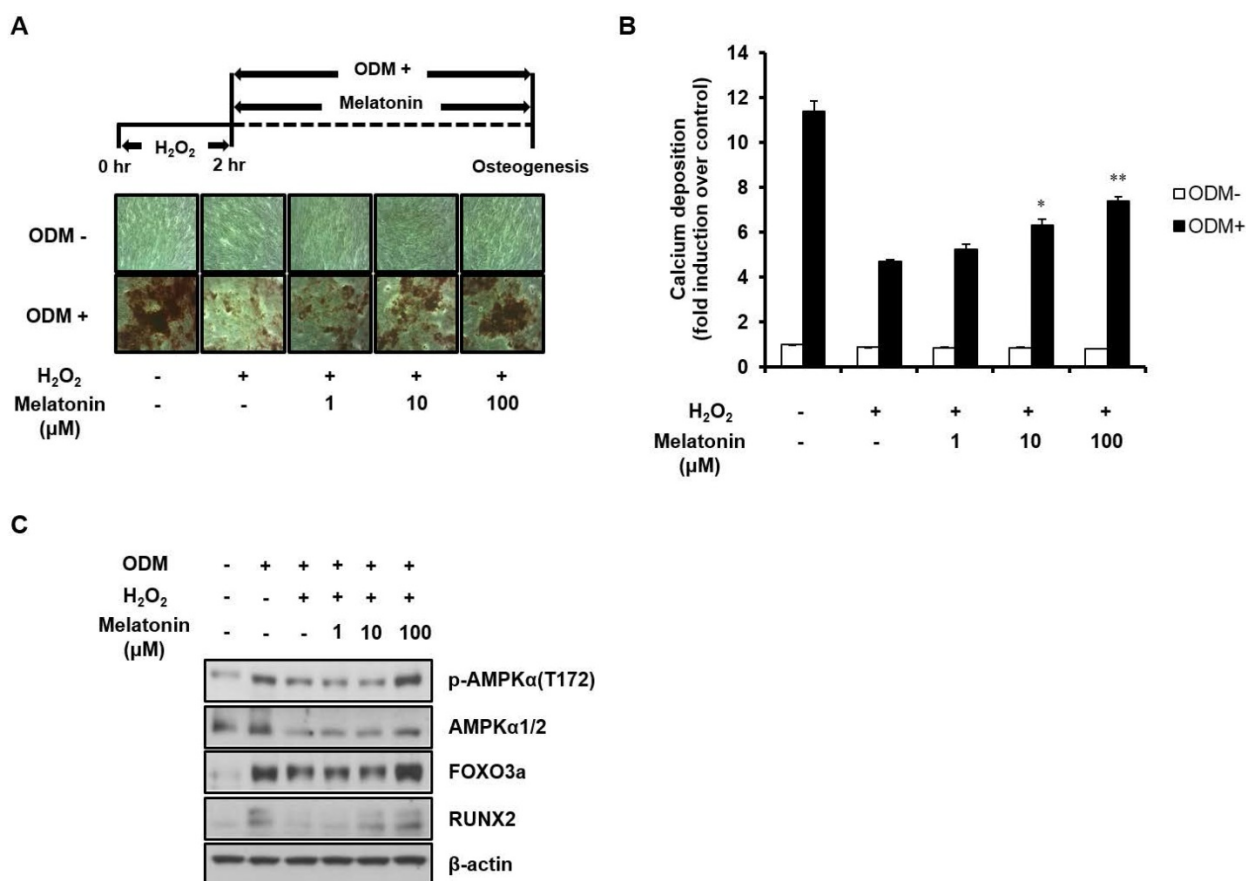 A
ODM +
Melatonin
H₂O₂
0 hr 2 hr Osteogenesis
ODM -
ODM +
H₂O₂ - + + + +
Melatonin - - 1 10 100
(µM)
B
14
12
10
8
6
4
2
0
Calcium deposition
(fold induction over control)
* **
ODM-
ODM+
H₂O₂ - + + + +
Melatonin - - 1 10 100
(µM)
C
ODM - + + + + +
H₂O₂ - - + + + +
Melatonin - - - 1 10 100
(µM)
p-AMPKα(T172)
AMPKα1/2
FOXO3a
RUNX2
β-actin